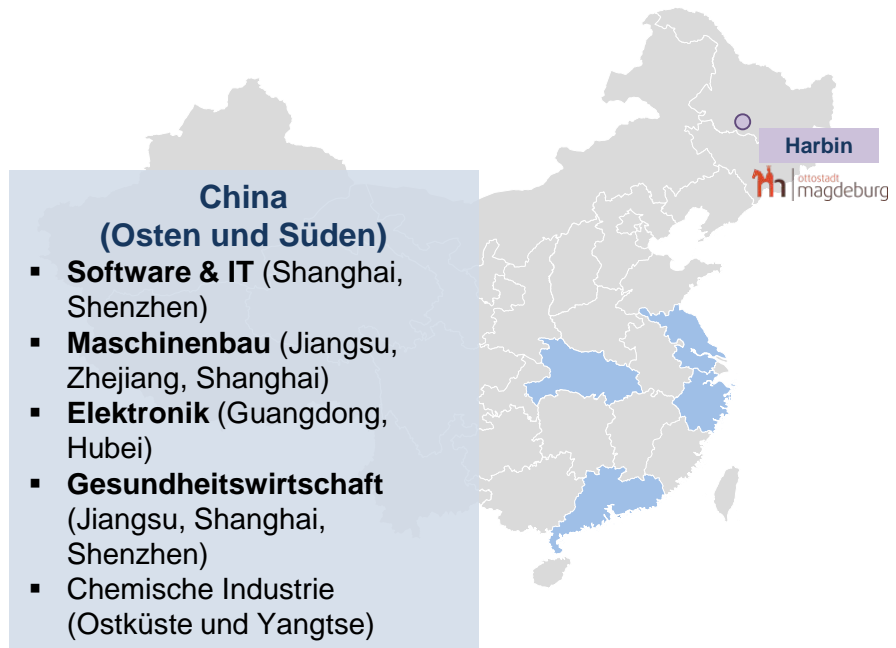 Harbin
ottostadt
magdeburg
China
(Osten und Süden)
▪ Software & IT (Shanghai,
Shenzhen)
▪ Maschinenbau (Jiangsu,
Zhejiang, Shanghai)
▪ Elektronik (Guangdong,
Hubei)
▪ Gesundheitswirtschaft
(Jiangsu, Shanghai,
Shenzhen)
▪ Chemische Industrie
(Ostküste und Yangtse)